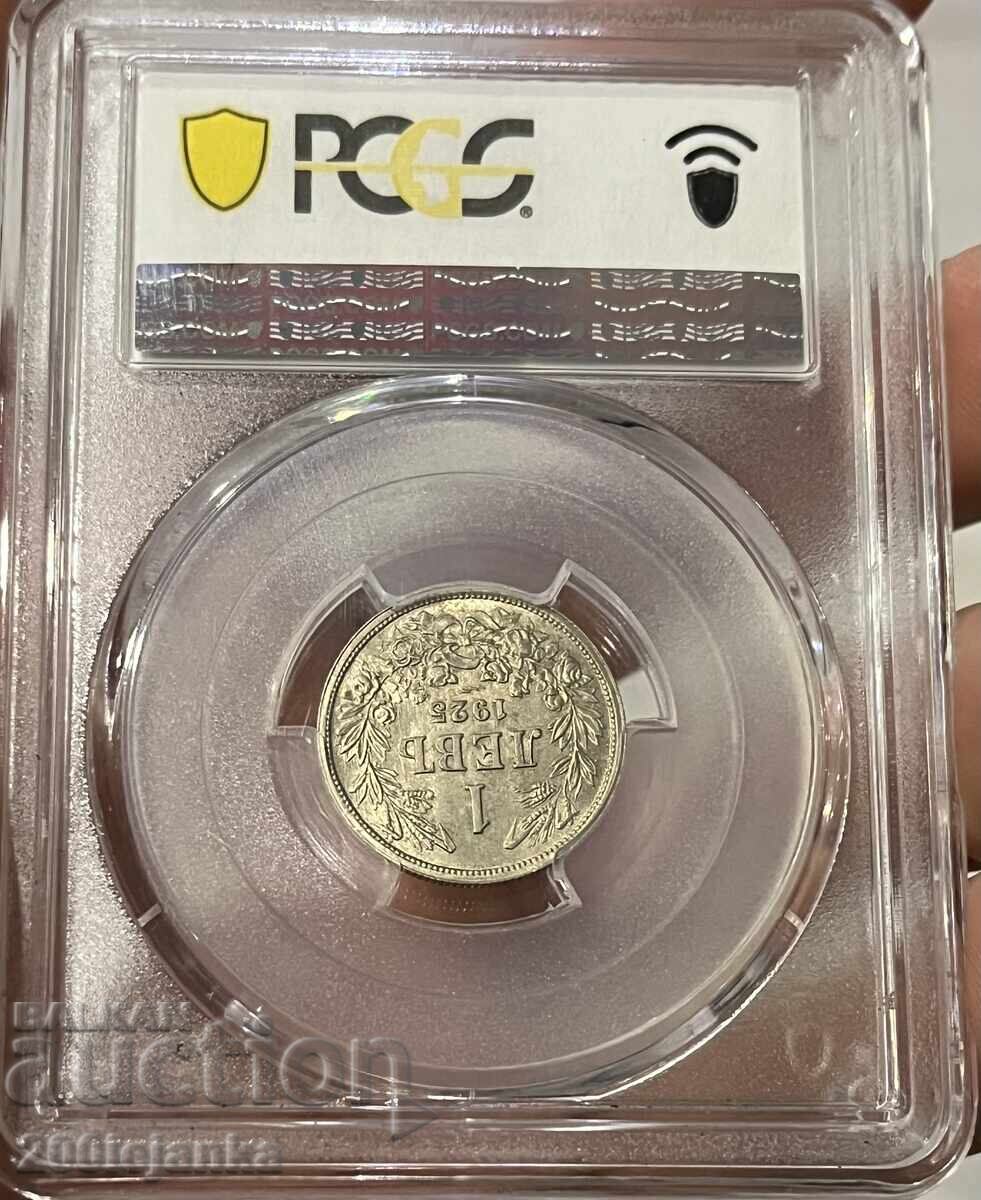 PCGS®
1
ЛЕВЪ
1925
BALKAN
auction